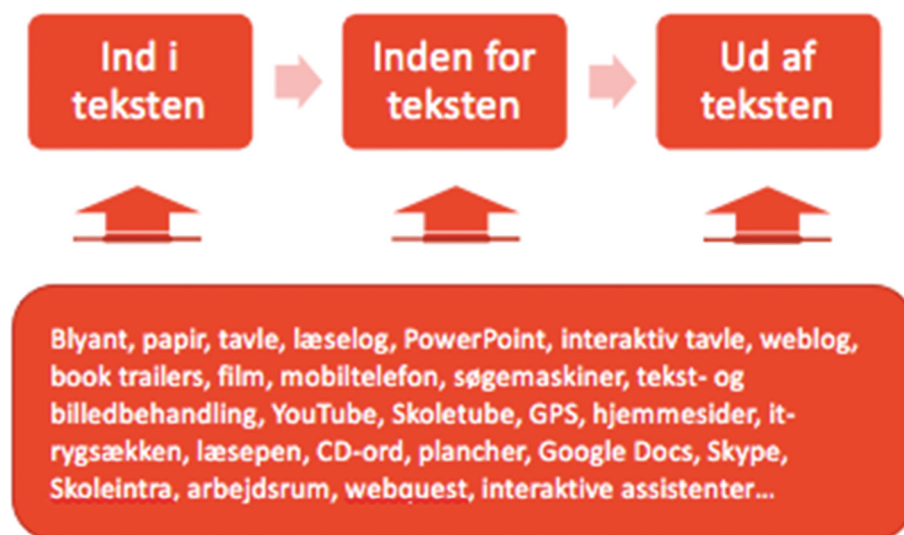 Ind i
teksten
Inden for
teksten
Ud af
teksten
Blyant, papir, tavle, læselog, PowerPoint, interaktiv tavle, weblog,
book trailers, film, mobiltelefon, søgemaskiner, tekst- og
billedbehandling, YouTube, Skoletube, GPS, hjemmesider, it-
rygsækken, læsepen, CD-ord, plancher, Google Docs, Skype,
Skoleintra, arbejdsrum, webquest, interaktive assistenter...